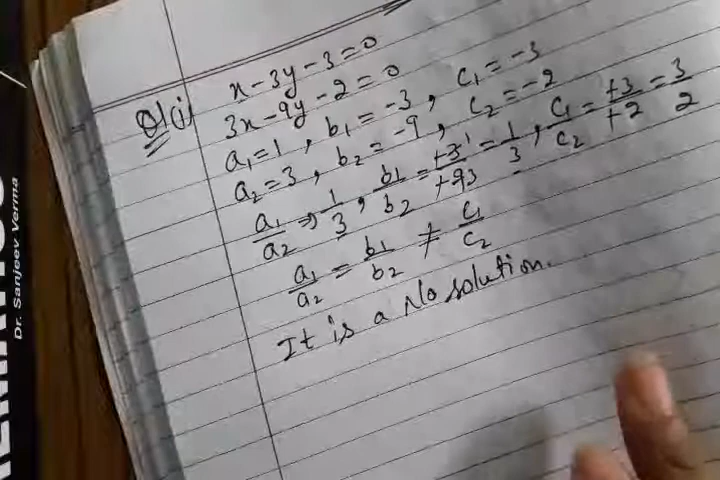 Q1(i) x-3y-3=0
3x-9y-2=0
a₁=1, b₁=-3, c₁=-3
a₂=3, b₂=-9, c₂=-2
a₁/a₂ ⇒ 1/3, b₁/b₂ = +3 1/+9 3 = 1/3, c₁/c₂ = +3/+2 = 3/2
a₁/a₂ = b₁/b₂ ≠ c₁/c₂
It is a No solution.
Dr. Sanjeev Verma